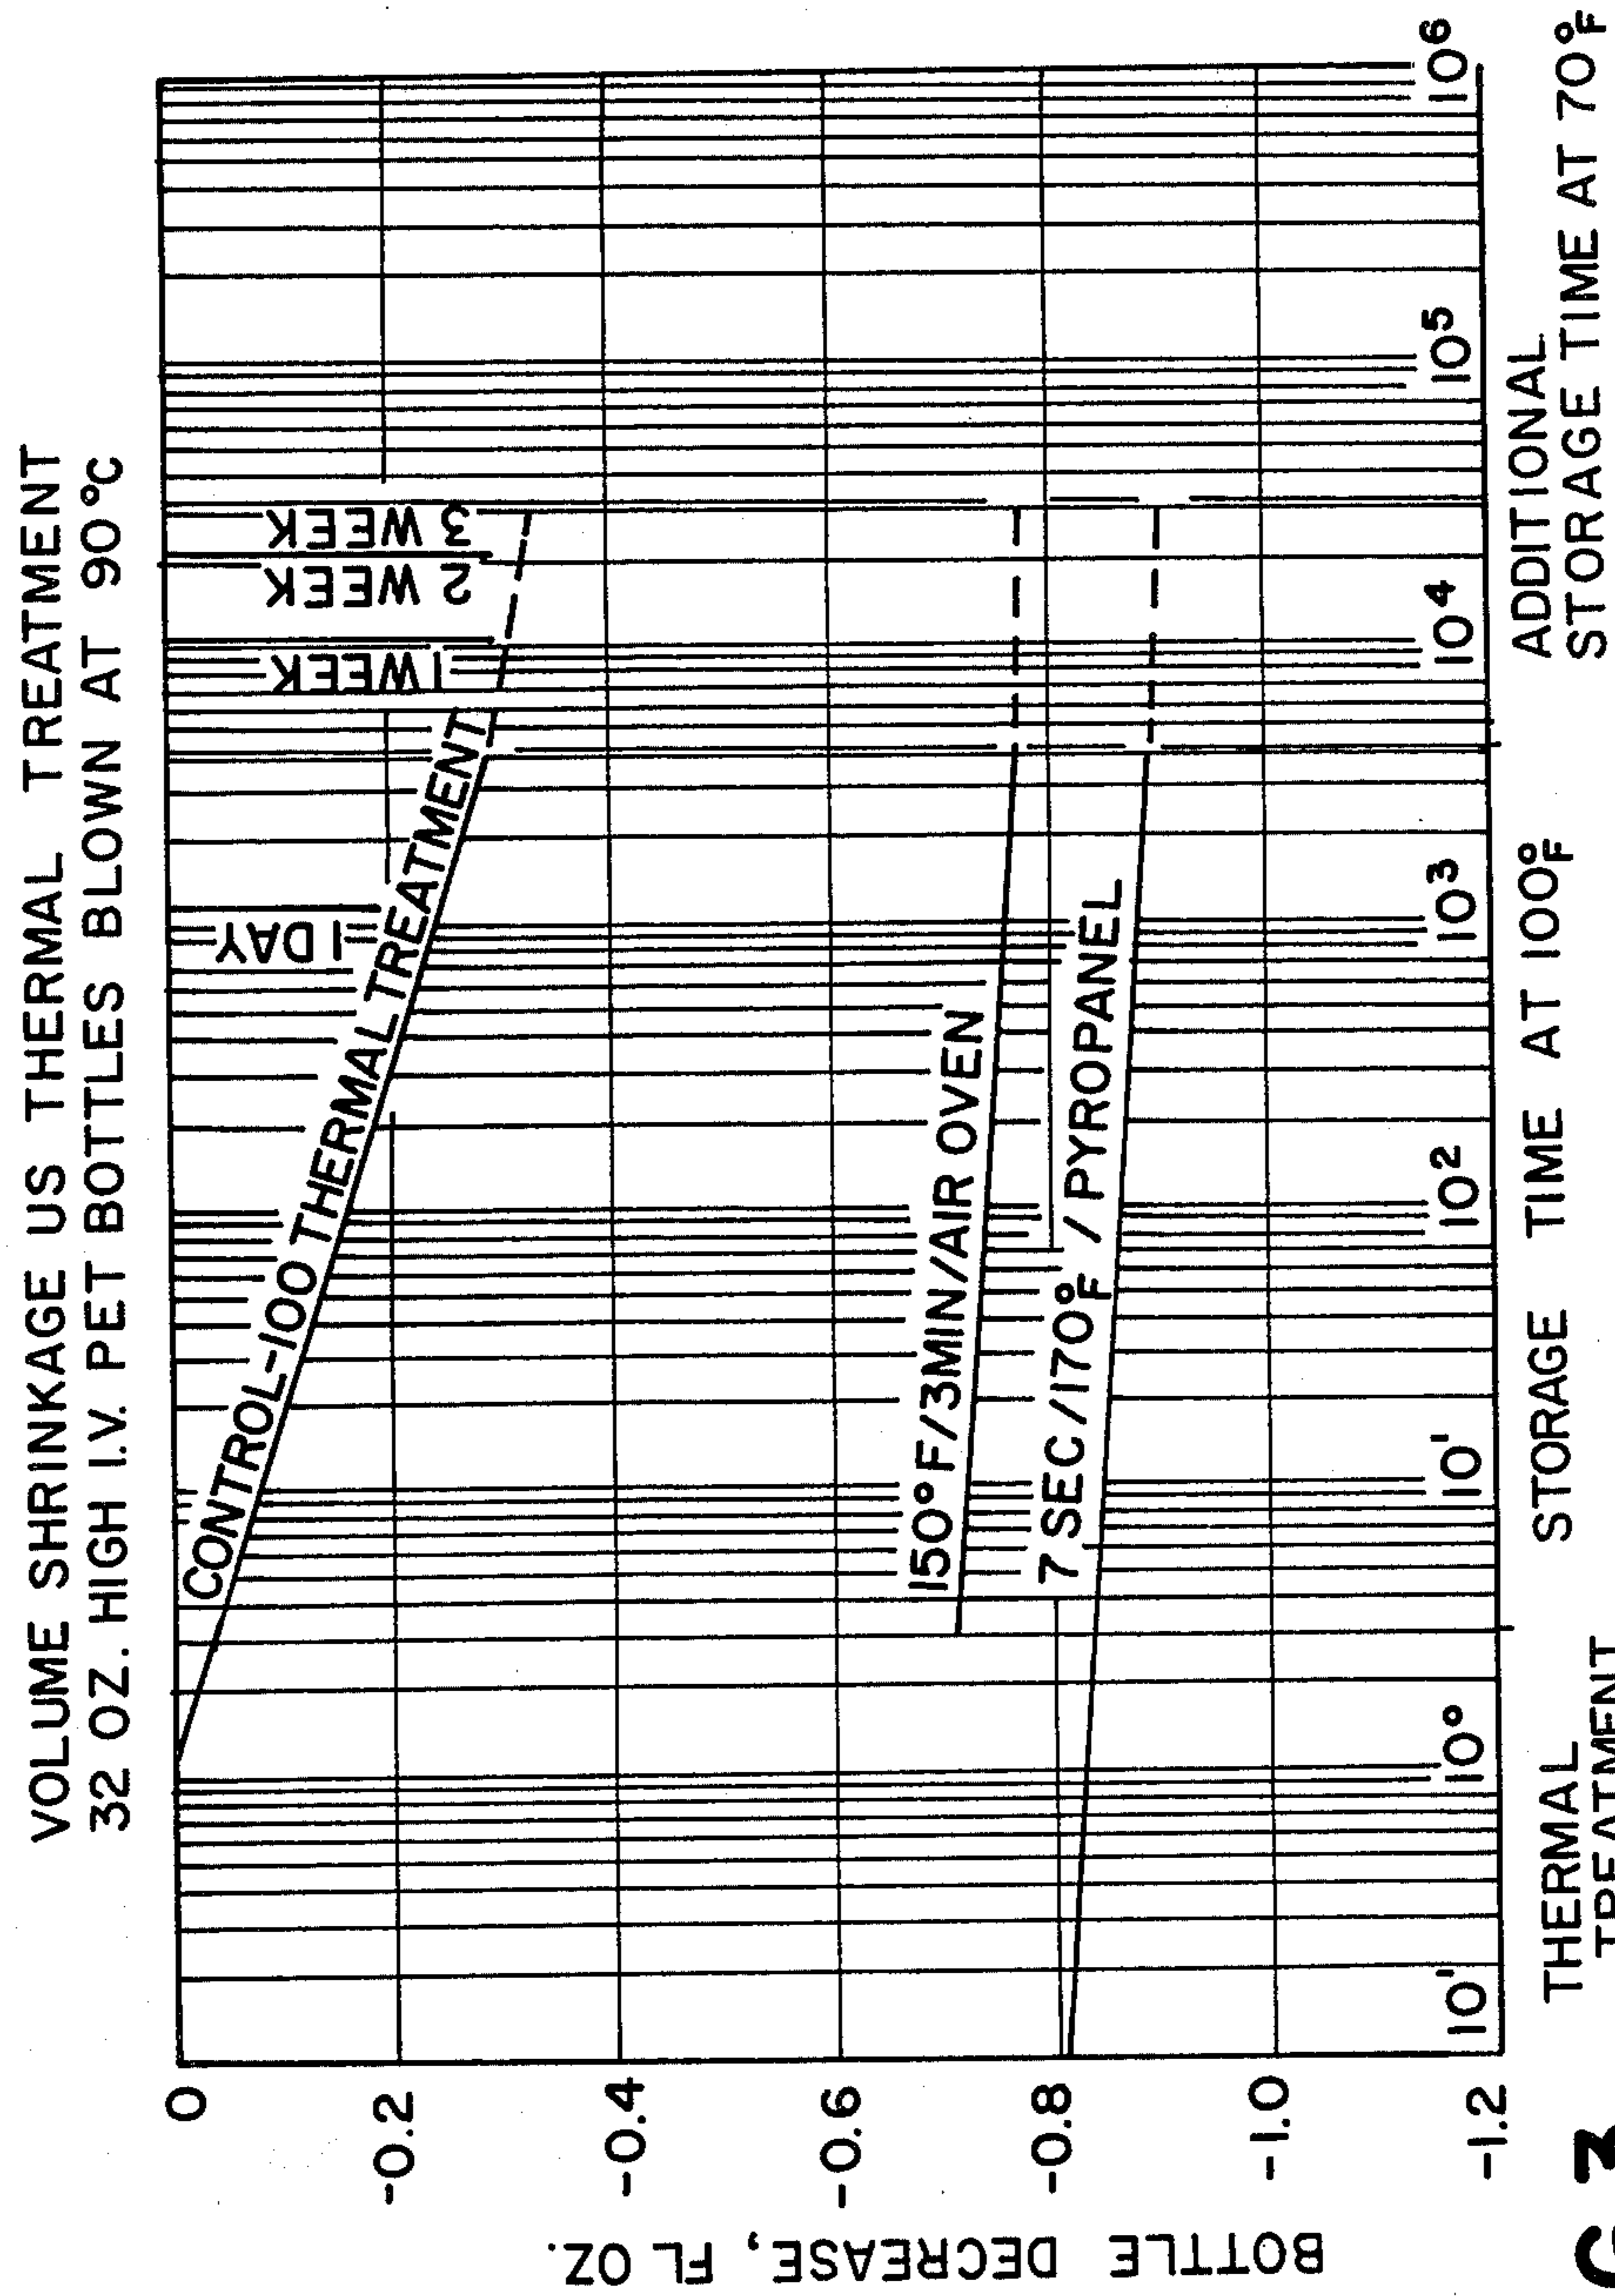 VOLUME SHRINKAGE US THERMAL TREATMENT
32 OZ. HIGH I.V. PET BOTTLES BLOWN AT 90°C
BOTTLE DECREASE, FL OZ.
0
-0.2
-0.4
-0.6
-0.8
-1.0
-1.2
CONTROL-100 THERMAL TREATMENT
1 DAY
1 WEEK
2 WEEK
3 WEEK
150°F/3MIN/AIR OVEN
7 SEC/170°F / PYROPANEL
10' 10⁰ 10' 10² 10³ 10⁴ 10⁵ 10⁶
THERMAL
TREATMENT
STORAGE TIME AT 100°F
ADDITIONAL
STORAGE TIME AT 70°F
G 3